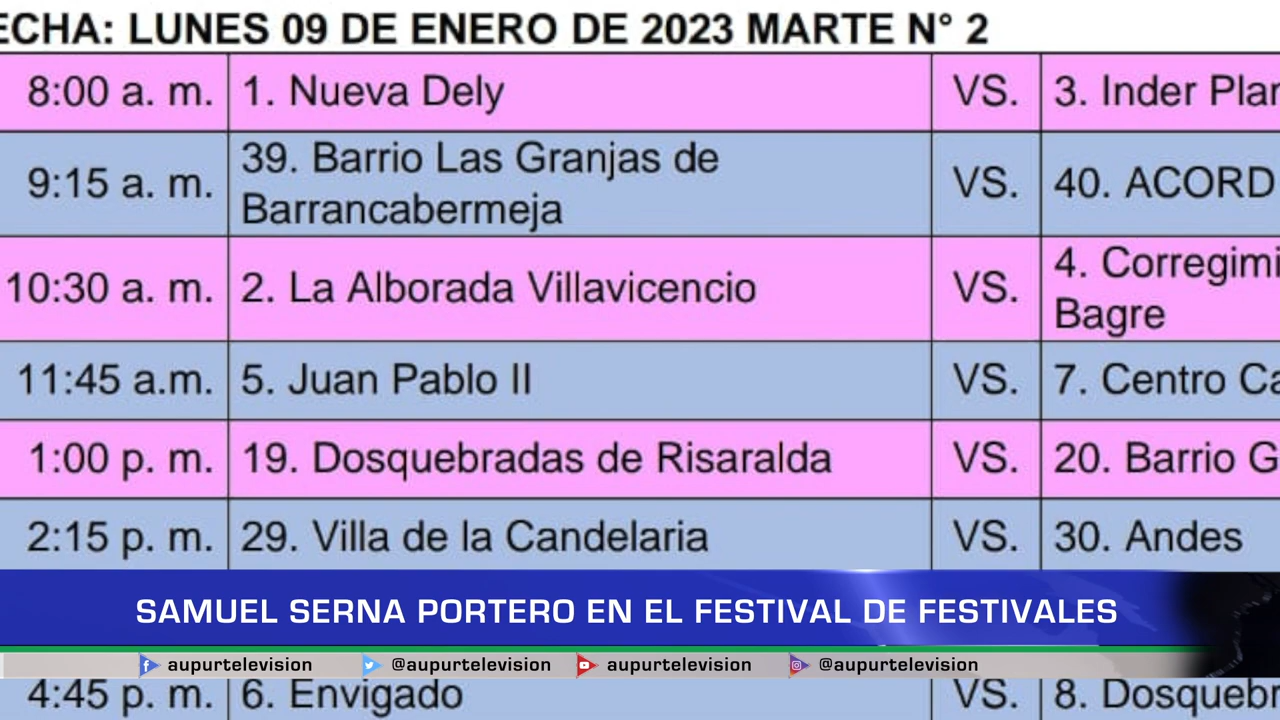 ECHA: LUNES 09 DE ENERO DE 2023 MARTE N° 2
8:00 a. m. 1. Nueva Dely VS. 3. Inder
9:15 a. m. 39. Barrio Las Granjas de Barrancabermeja VS. 40. ACORD
10:30 a. m. 2. La Alborada Villavicencio VS. 4. Corregimi Bagre
11:45 a.m. 5. Juan Pablo II VS. 7. Centro
1:00 p. m. 19. Dosquebradas de Risaralda VS. 20. Barrio G
2:15 p. m. 29. Villa de la Candelaria VS. 30. Andes
SAMUEL SERNA PORTERO EN EL FESTIVAL DE FESTIVALES
aupurtelevision @aupurtelevision aupurtelevision @aupurtelevision
4:45 p. m. 6. Envigado VS. 8. Dosquebr